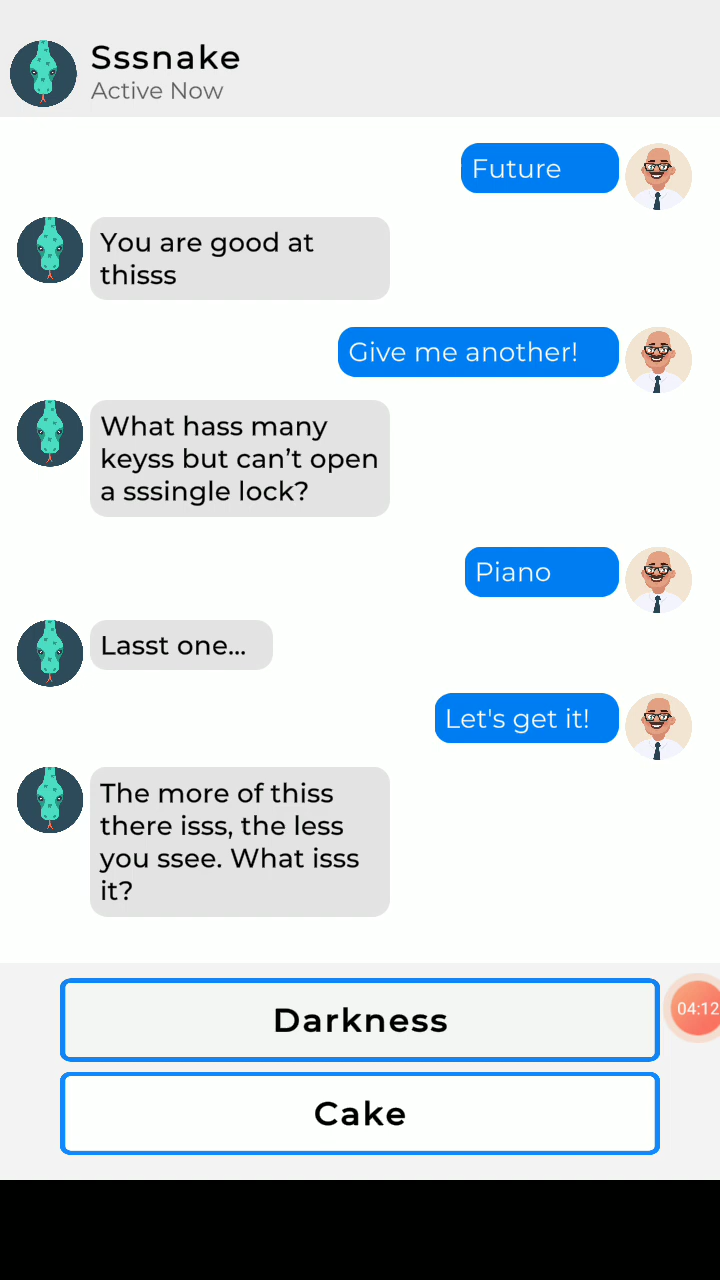 Sssnake
Active Now
Future
You are good at
thisss
Give me another!
What hass many
keyss but can’t open
a sssingle lock?
Piano
Lasst one...
Let's get it!
The more of thiss
there isss, the less
you ssee. What isss
it?
Darkness
04:12
Cake